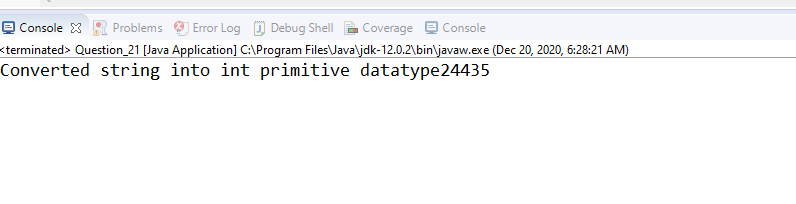 Console Problems Error Log Debug Shell Coverage Console
<terminated> Question_21 [Java Application] C:\Program Files\Java\jdk-12.0.2\bin\javaw.exe (Dec 20, 2020, 6:28:21 AM)
Converted string into int primitive datatype24435